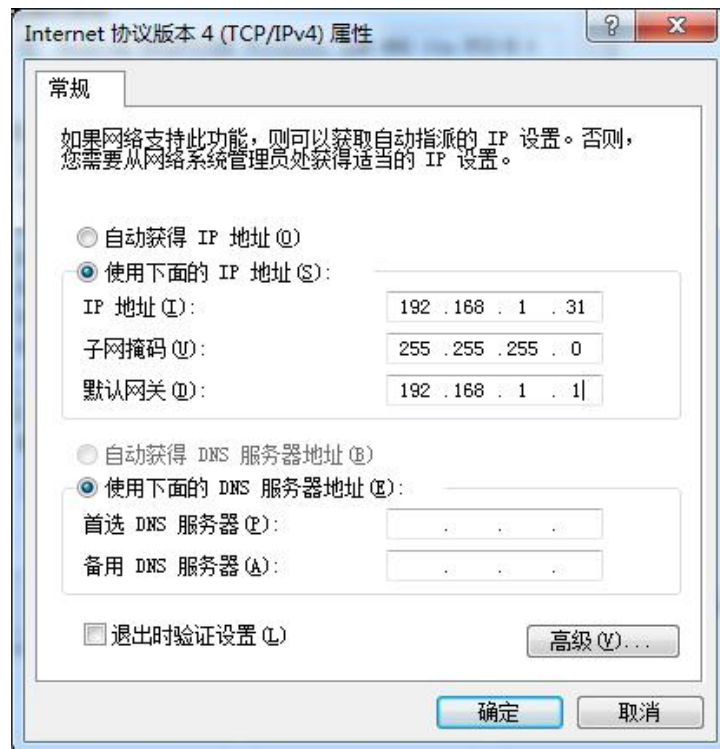 Internet 协议版本 4 (TCP/IPv4) 属性
常规
如果网络支持此功能，则可以获取自动指派的 IP 设置。否则，
您需要从网络系统管理员处获得适当的 IP 设置。
自动获得 IP 地址(O)
使用下面的 IP 地址(S):
IP 地址(I): 192 .168 . 1 . 31
子网掩码(U): 255 .255 .255 . 0
默认网关(D): 192 .168 . 1 . 1
自动获得 DNS 服务器地址(B)
使用下面的 DNS 服务器地址(E):
首选 DNS 服务器(P): . . .
备用 DNS 服务器(A): . . .
退出时验证设置(L)
高级(V)...
确定 取消